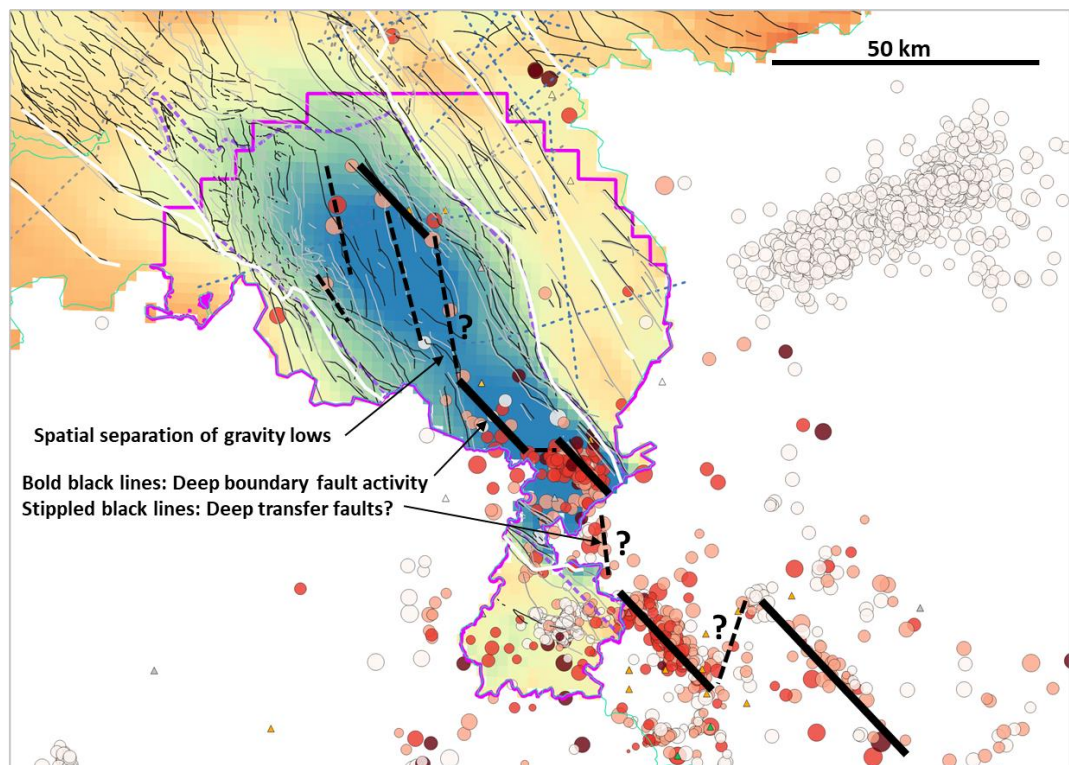 50 km
?
Spatial separation of gravity lows
Bold black lines: Deep boundary fault activity
Stippled black lines: Deep transfer faults?
?
?